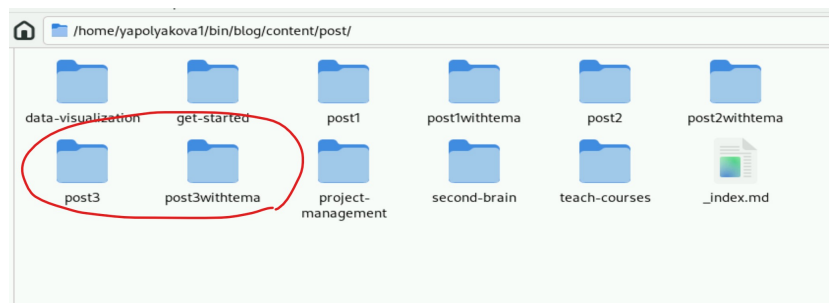 /home/yapolyakova1/bin/blog/content/post/
data-visualization get-started post1 post1withtema post2 post2withtema
post3 post3withtema project-management second-brain teach-courses _index.md